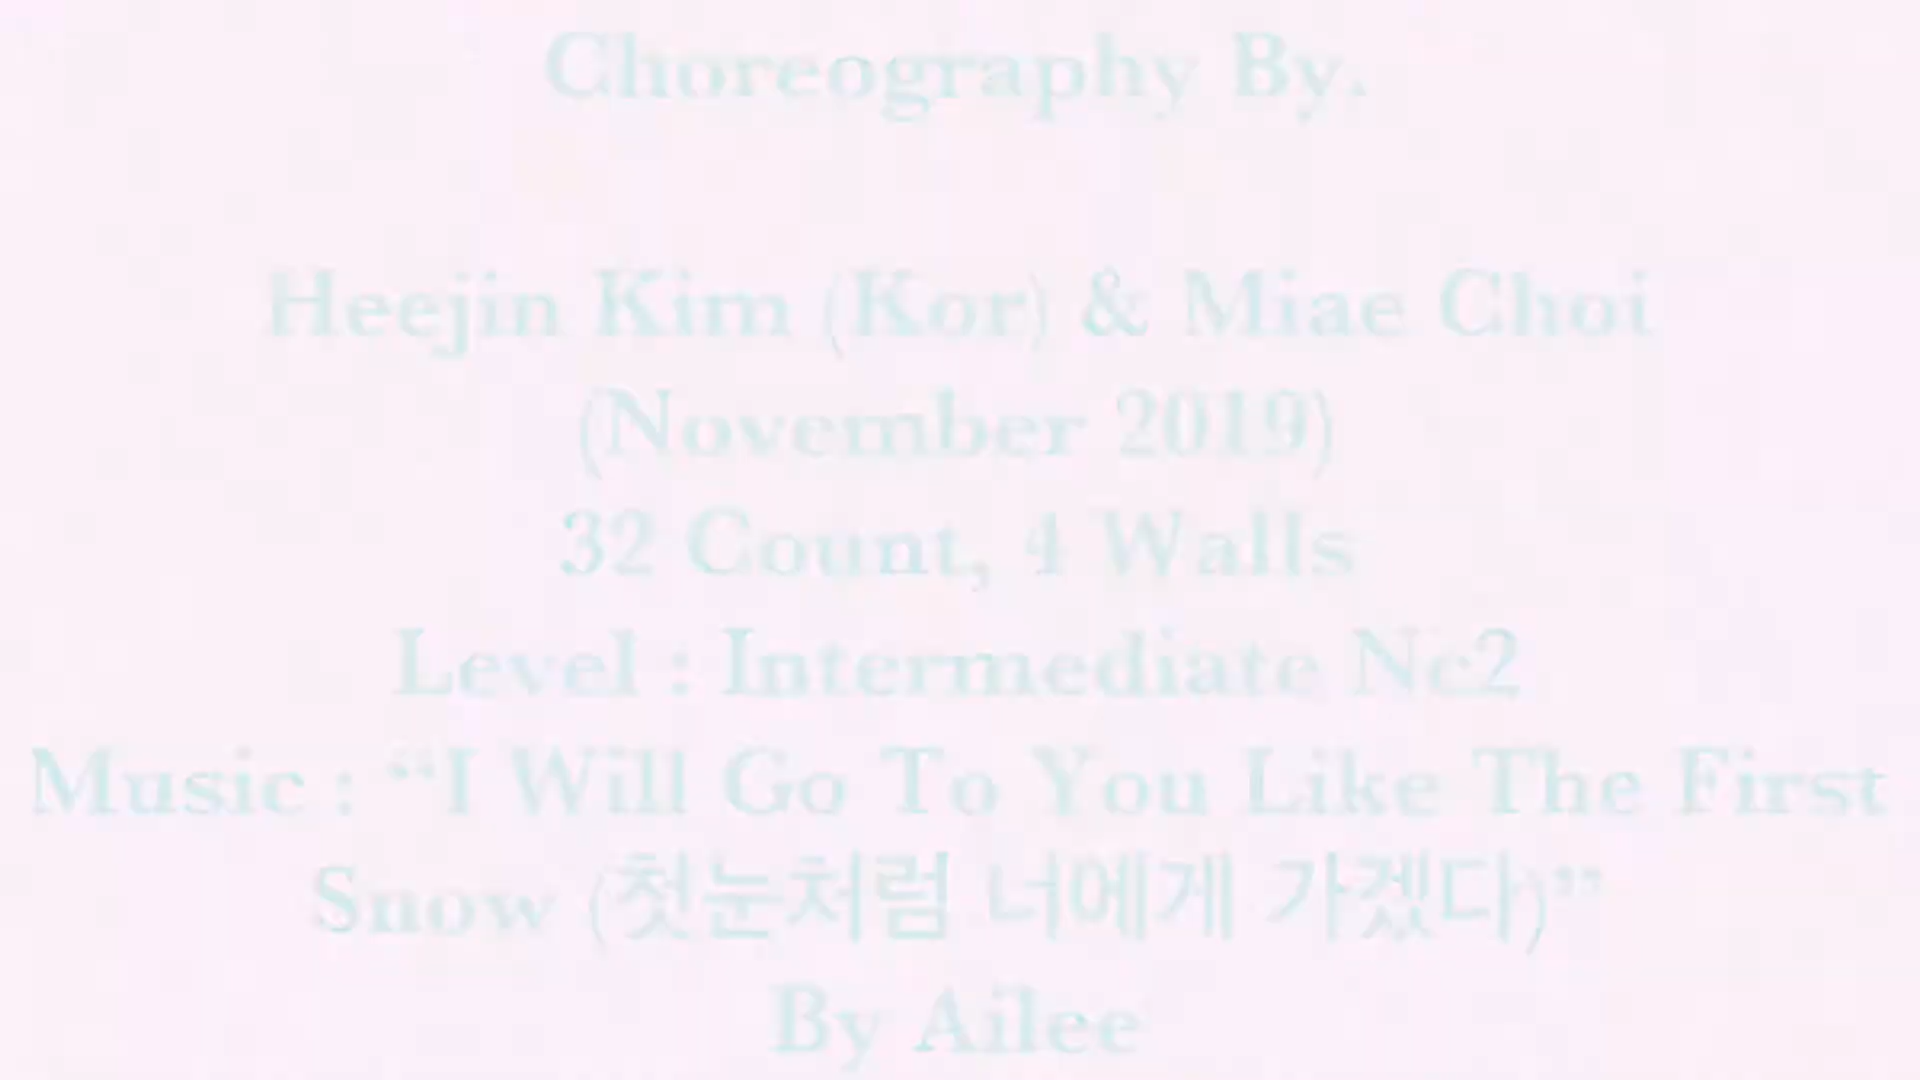 Choreography By.
Heejin Kim (Kor) & Miae Choi
(November 2019)
32 Count, 4 Walls
Level : Intermediate Nc2
Music : “I Will Go To You Like The First
Snow (첫눈처럼 너에게 가겠다)”
By Ailee